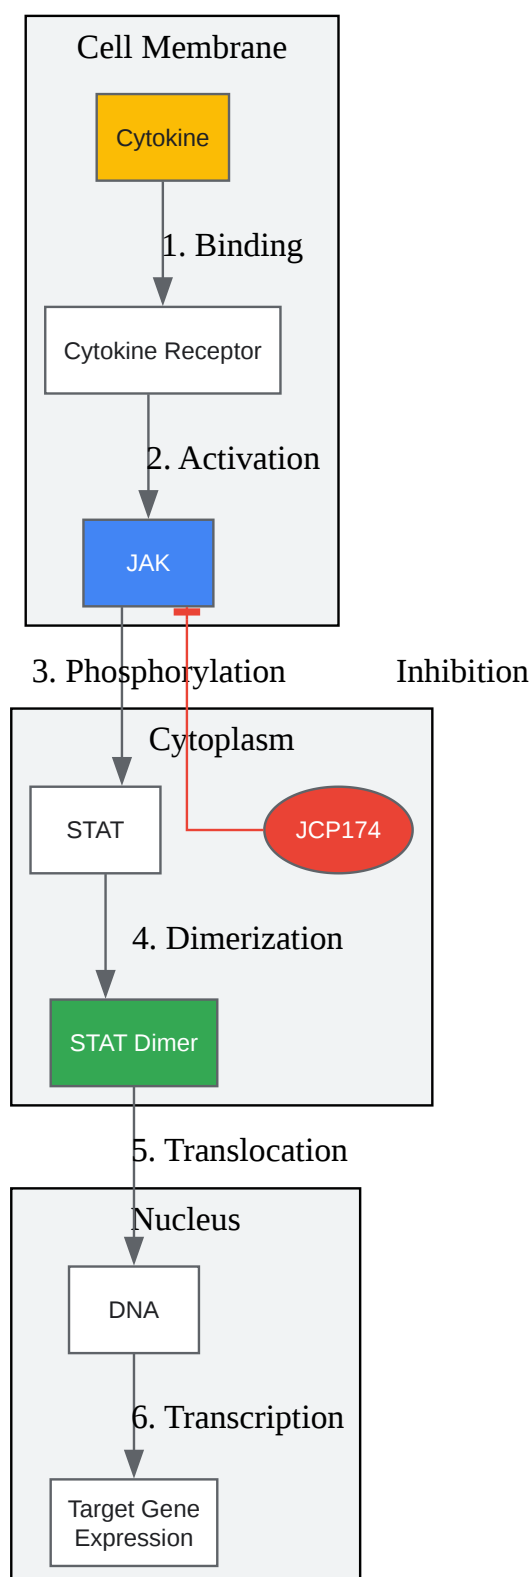 Cell Membrane
Cytokine
1. Binding
Cytokine Receptor
2. Activation
JAK
3. Phosphorylation
Inhibition
Cytoplasm
STAT
JCP174
4. Dimerization
STAT Dimer
5. Translocation
Nucleus
DNA
6. Transcription
Target Gene
Expression